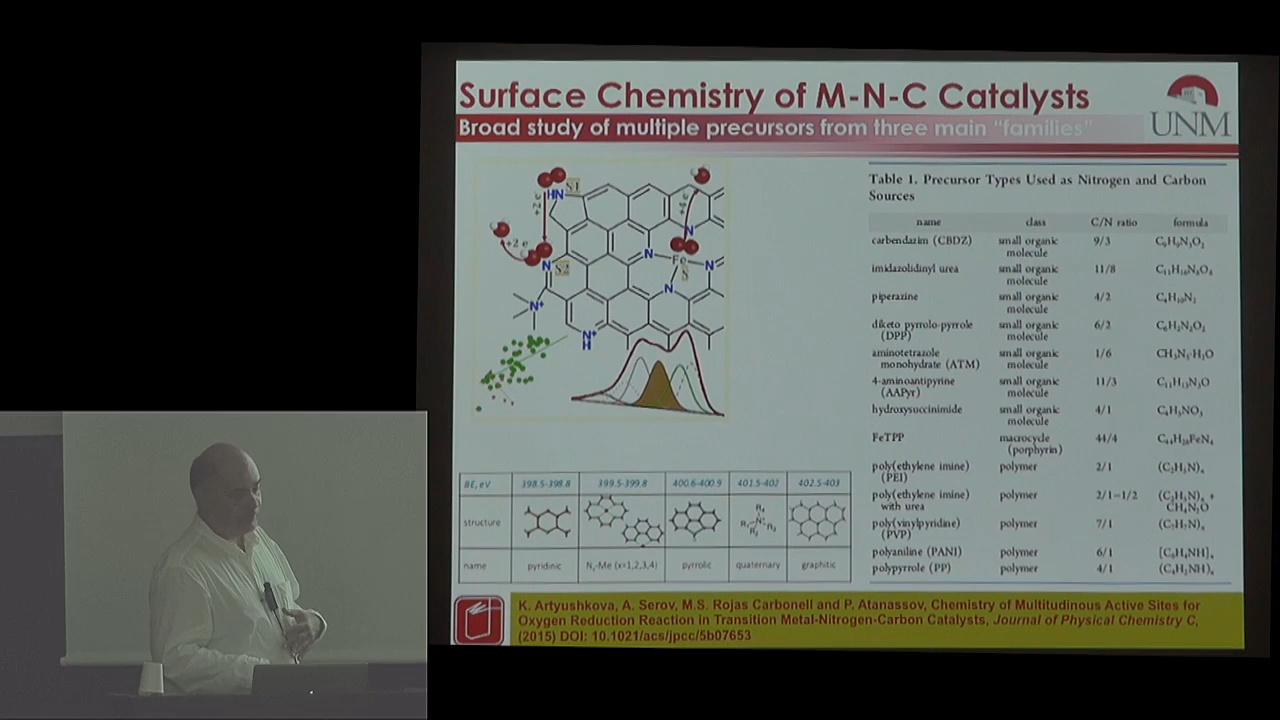 Surface Chemistry of M-N-C Catalysts
Broad study of multiple precursors from three main "families"
UNM
S1
HN
+2 e
+4 e
N
+2 e
N
Fe
N
N
S2
S
N
N+
N+
H
BE, eV 398.5-398.8 399.5-399.8 400.6-400.9 401.5-402 402.5-403
structure
name pyridinic Nx-Me (x=1,2,3,4) pyrrolic quaternary graphitic
Table 1. Precursor Types Used as Nitrogen and Carbon
Sources
name class C/N ratio formula
carbendazim (CBDZ) small organic 9/3
molecule
imidazolidinyl urea small organic 11/8
molecule
piperazine small organic 4/2 C4H10N2
molecule
diketo pyrrolo-pyrrole small organic 6/2 C6H2N2O2
(DPP) molecule
aminotetrazole small organic 1/6 CH3N5·H2O
monohydrate (ATM) molecule
4-aminoantipyrine small organic 11/3 C11H13N3O
(AAPyr) molecule
hydroxysuccinimide small organic 4/1 C4H5NO3
molecule
FeTPP macrocycle 44/4 C44H28FeN4
(porphyrin)
poly(ethylene imine) polymer 2/1 (C2H5N)n
(PEI)
poly(ethylene imine) polymer 2/1-1/2 (C2H5N)n +
with urea CH4N2O
poly(vinylpyridine) polymer 7/1 (C7H7N)n
(PVP)
polyaniline (PANI) polymer 6/1 [C6H4NH]n
polypyrrole (PP) polymer 4/1 (C4H2NH)n
K. Artyushkova, A. Serov, M.S. Rojas Carbonell and P. Atanassov, Chemistry of Multitudinous Active Sites for
Oxygen Reduction Reaction in Transition Metal-Nitrogen-Carbon Catalysts, Journal of Physical Chemistry C,
(2015) DOI: 10.1021/acs/jpcc/5b07653